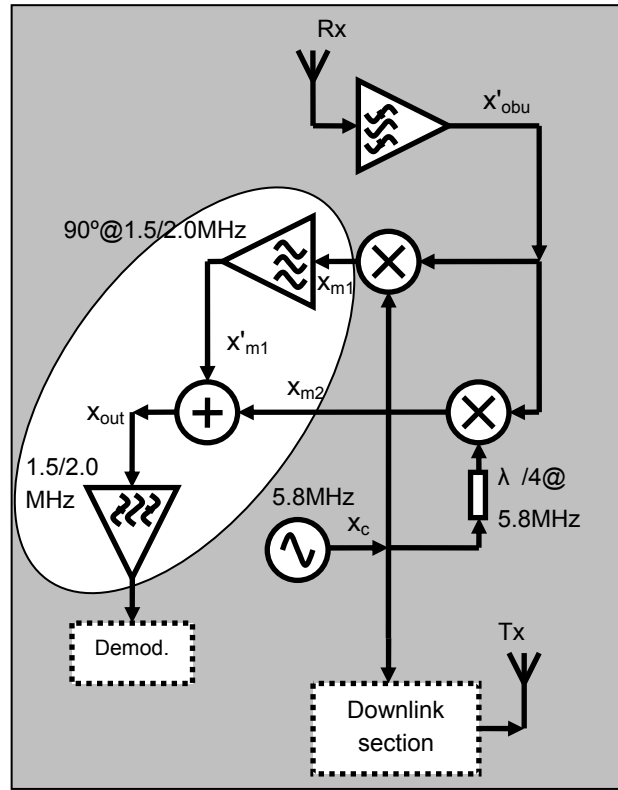 Rx
x'obu
90º@1.5/2.0MHz
xm1
x'm1
xm2
xout
1.5/2.0
MHz
5.8MHz
xc
λ /4@
5.8MHz
Demod.
Tx
Downlink
section